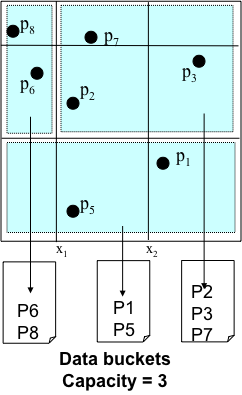 p8
p7
p3
p6
p2
p1
p5
x1
x2
P6
P8
P1
P5
P2
P3
P7
Data buckets
Capacity = 3